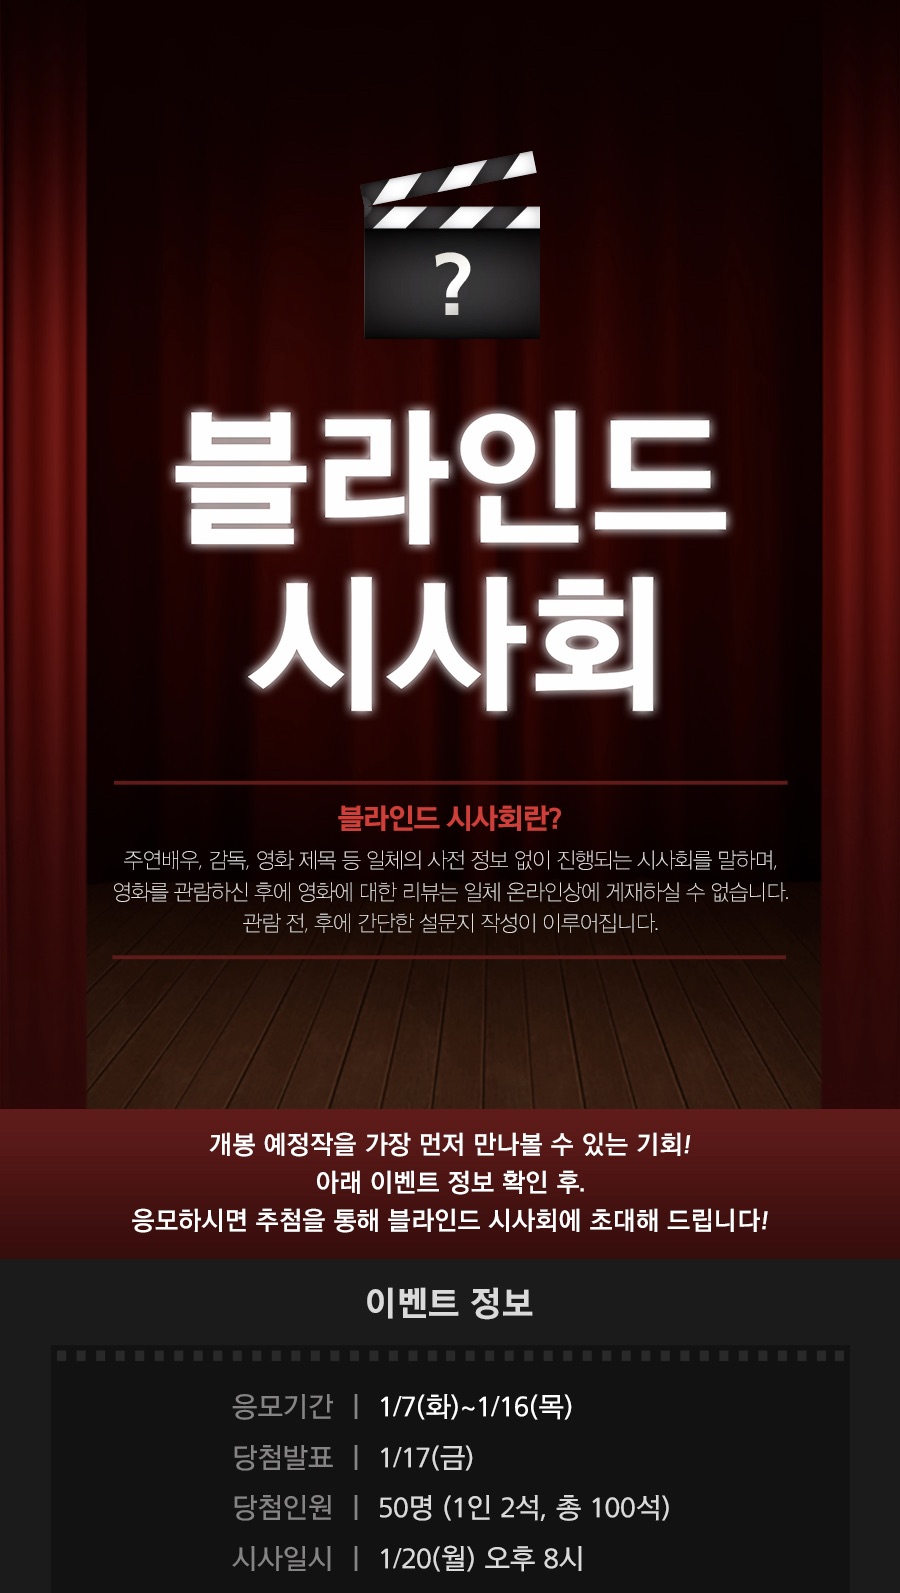 ?
블라인드
시사회
블라인드 시사회란?
주연배우, 감독, 영화 제목 등 일체의 사전 정보 없이 진행되는 시사회를 말하며,
영화를 관람하신 후에 영화에 대한 리뷰는 일체 온라인상에 게재하실 수 없습니다.
관람 전, 후에 간단한 설문지 작성이 이루어집니다.
개봉 예정작을 가장 먼저 만나볼 수 있는 기회!
아래 이벤트 정보 확인 후.
응모하시면 추첨을 통해 블라인드 시사회에 초대해 드립니다!
이벤트 정보
응모기간 | 1/7(화)~1/16(목)
당첨발표 | 1/17(금)
당첨인원 | 50명 (1인 2석, 총 100석)
시사일시 | 1/20(월) 오후 8시